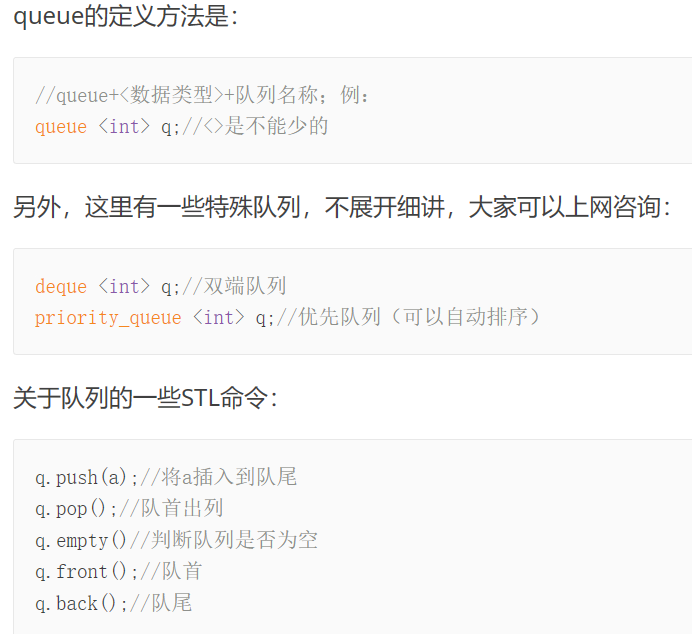 queue的定义方法是：
//queue+<数据类型>+队列名称；例：
queue <int> q;//<>是不能少的
另外，这里有一些特殊队列，不展开细讲，大家可以上网咨询：
deque <int> q;//双端队列
priority_queue <int> q;//优先队列（可以自动排序）
关于队列的一些STL命令：
q.push(a);//将a插入到队尾
q.pop();//队首出列
q.empty()//判断队列是否为空
q.front();//队首
q.back();//队尾